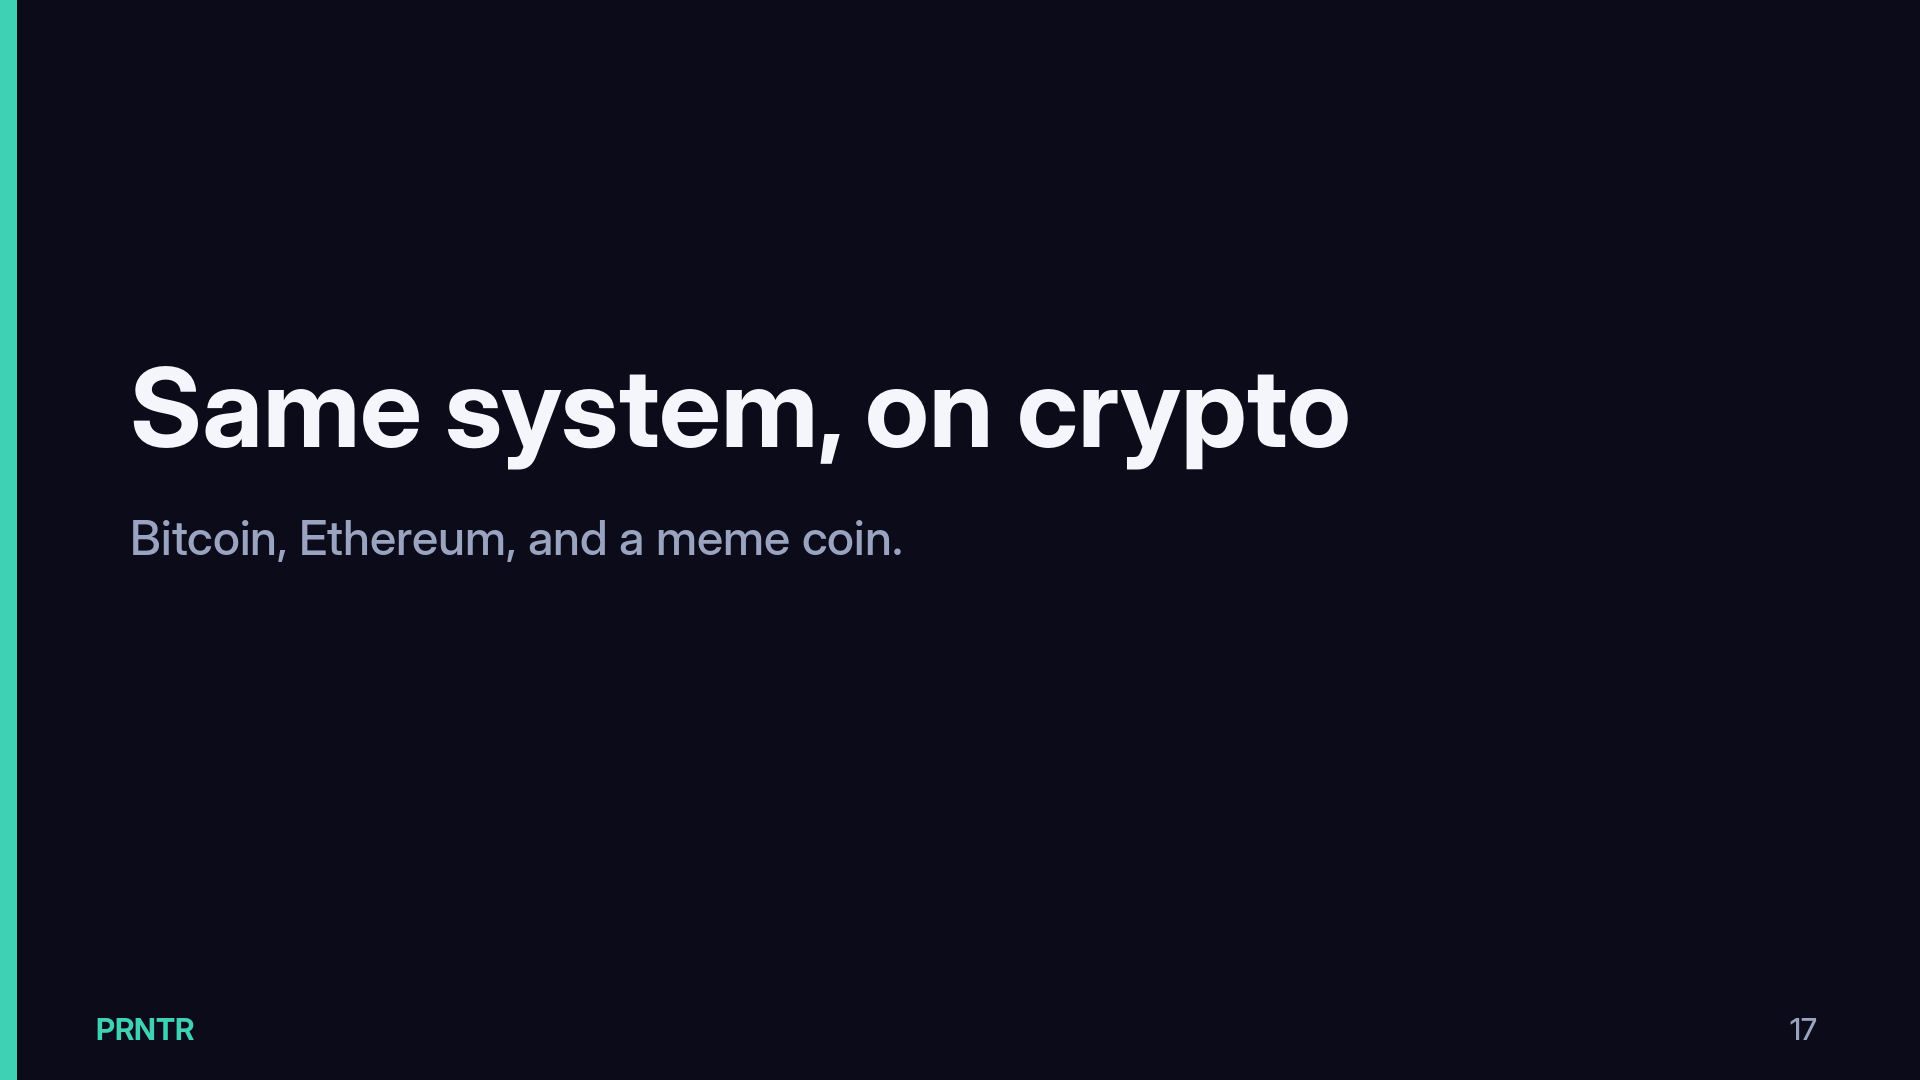 Same system, on crypto
Bitcoin, Ethereum, and a meme coin.
PRNTR
17